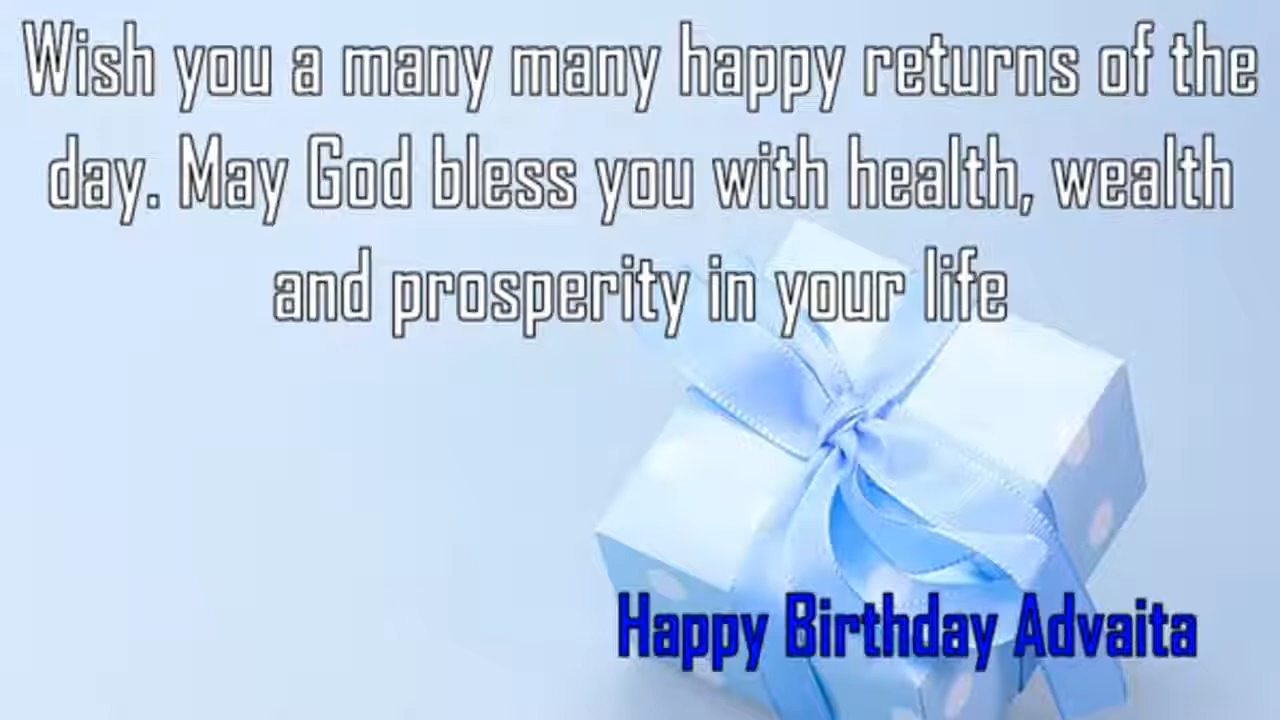 Wish you a many many happy returns of the
day. May God bless you with health, wealth
and prosperity in your life
Happy Birthday Advaita